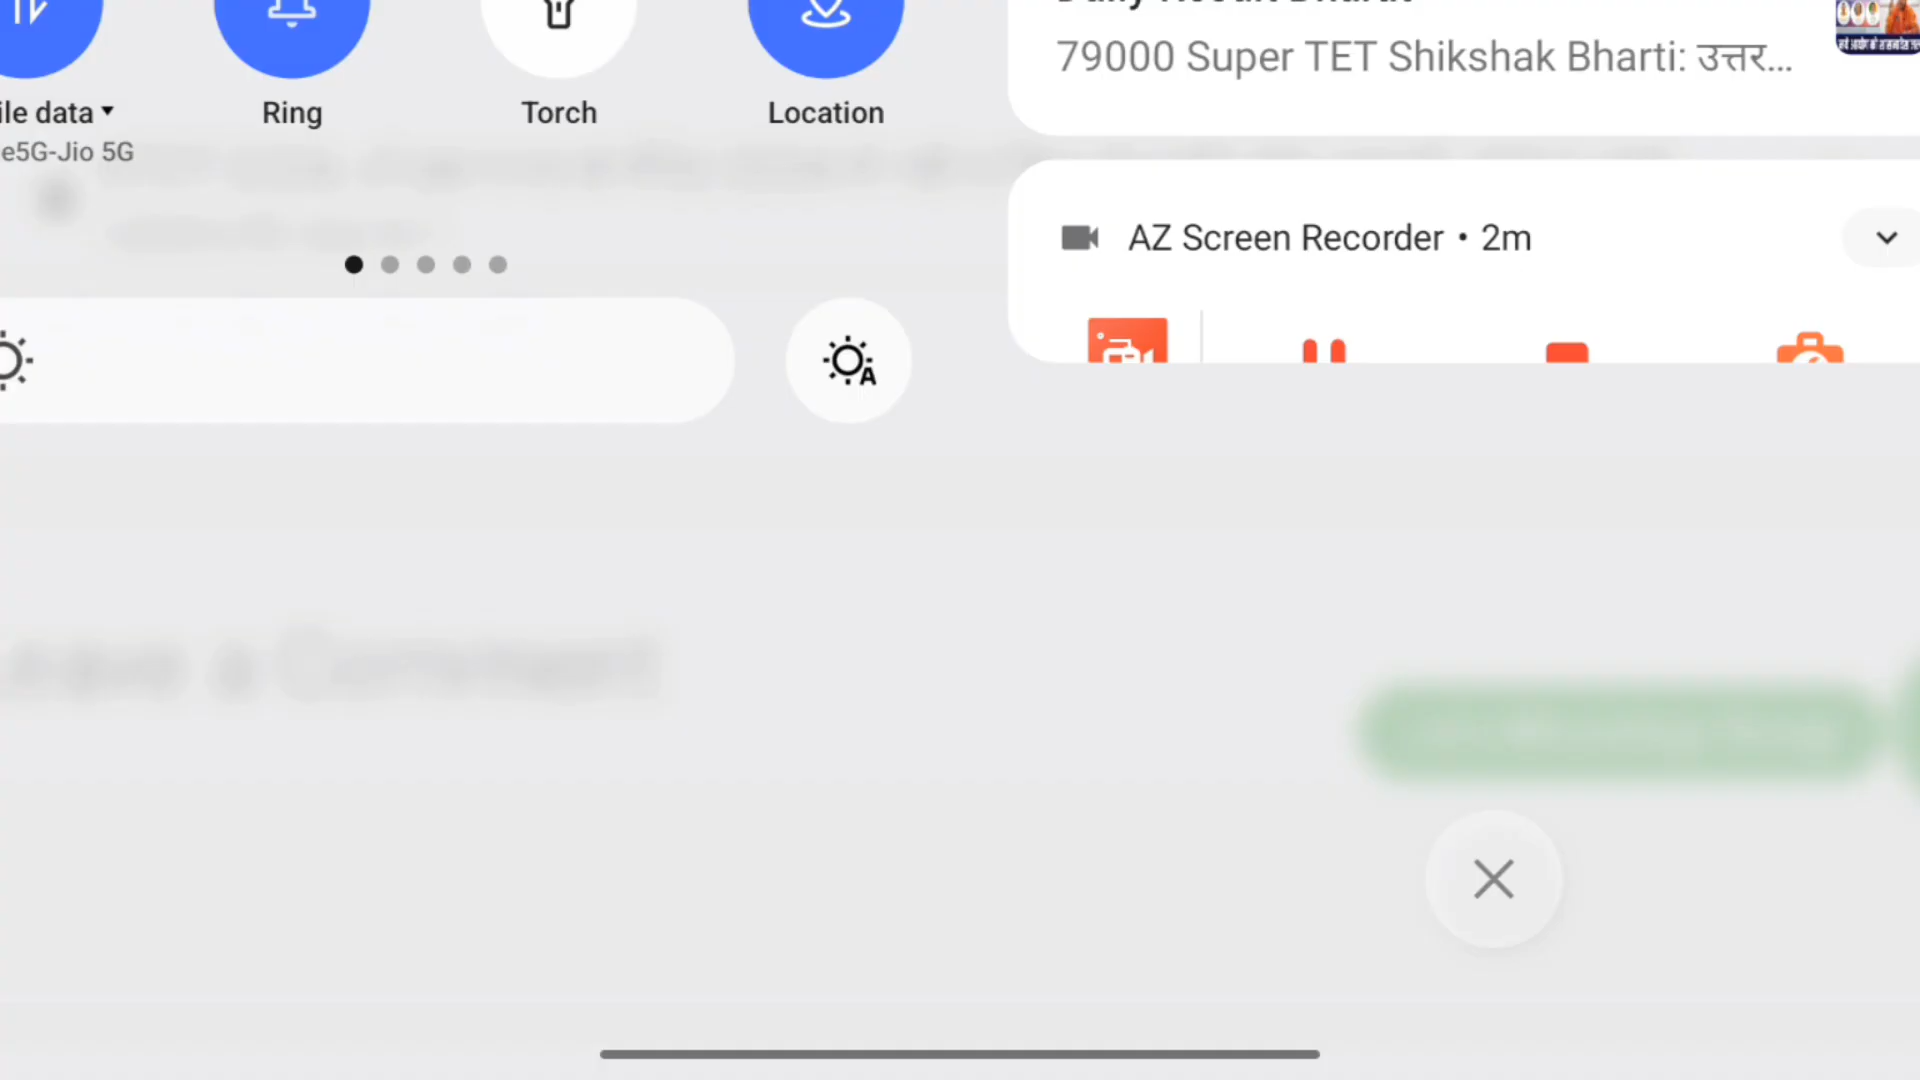 79000 Super TET Shikshak Bharti: उत्तर...
ile data
Ring
Torch
Location
e5G-Jio 5G
AZ Screen Recorder • 2m
A